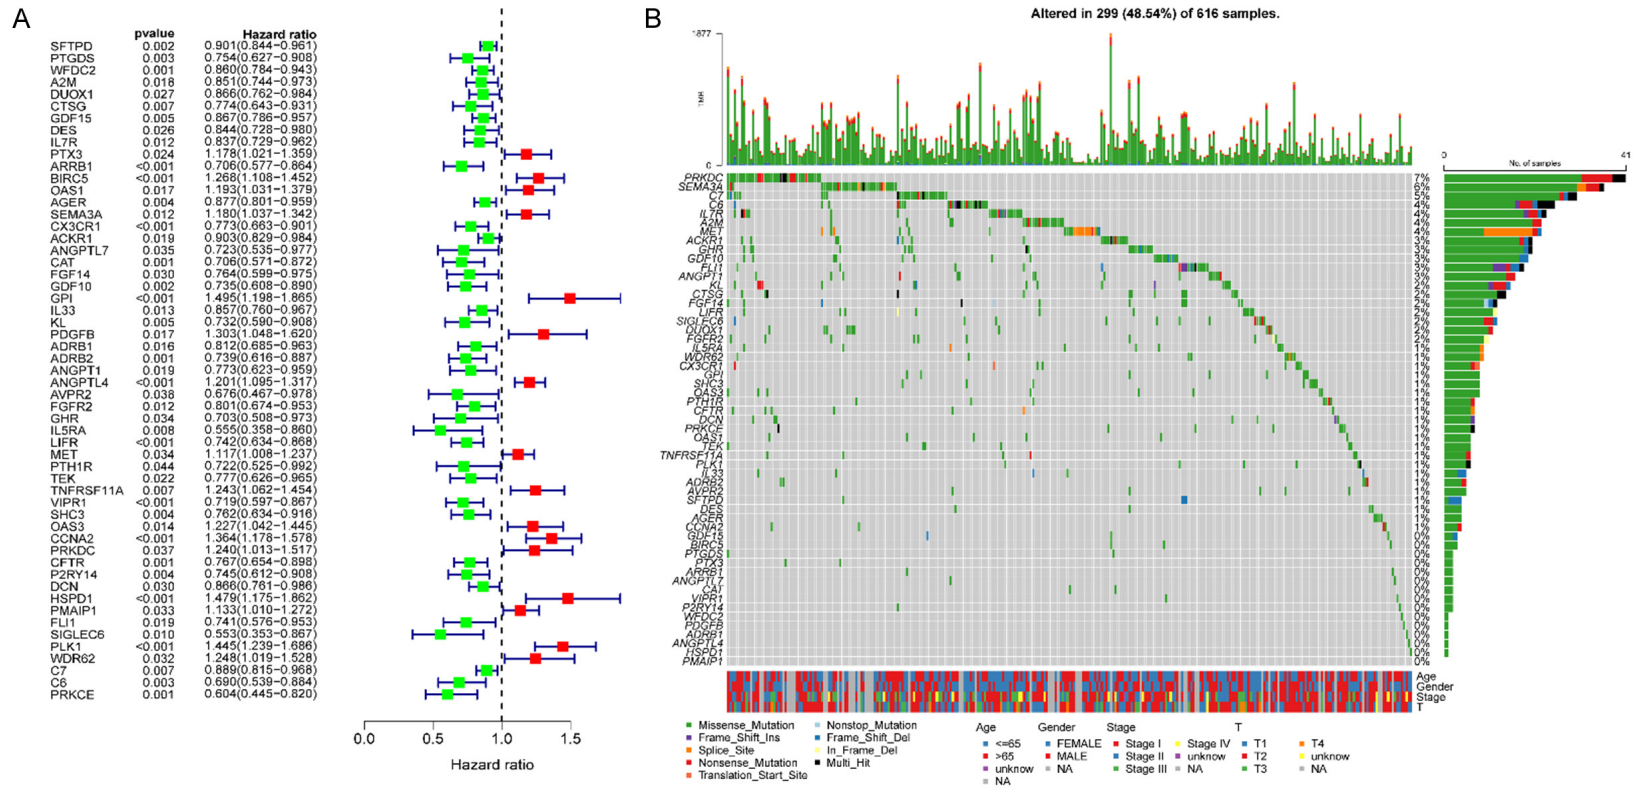 A
pvalue Hazard ratio
SFTPD 0.002 0.901(0.844−0.961)
PTGDS 0.003 0.754(0.627−0.908)
WFDC2 0.001 0.860(0.784−0.943)
A2M 0.018 0.851(0.744−0.973)
DUOX1 0.027 0.866(0.762−0.984)
CTSG 0.007 0.774(0.643−0.931)
GDF15 0.005 0.867(0.786−0.957)
DES 0.026 0.844(0.728−0.980)
IL7R 0.012 0.837(0.729−0.962)
PTX3 0.024 1.178(1.021−1.359)
ARRB1 <0.001 0.706(0.577−0.864)
BIRC5 <0.001 1.268(1.108−1.452)
OAS1 0.017 1.193(1.031−1.379)
AGER 0.004 0.877(0.801−0.959)
SEMA3A 0.012 1.180(1.037−1.342)
CX3CR1 <0.001 0.773(0.663−0.901)
ACKR1 0.019 0.903(0.829−0.984)
ANGPTL7 0.035 0.723(0.535−0.977)
CAT 0.001 0.706(0.571−0.872)
FGF14 0.030 0.764(0.599−0.975)
GDF10 0.002 0.735(0.608−0.890)
GPI <0.001 1.495(1.198−1.865)
IL33 0.013 0.857(0.760−0.967)
KL 0.005 0.732(0.590−0.908)
PDGFB 0.017 1.303(1.048−1.620)
ADRB1 0.016 0.812(0.685−0.963)
ADRB2 0.001 0.739(0.616−0.887)
ANGPT1 0.019 0.773(0.623−0.959)
ANGPTL4 <0.001 1.201(1.095−1.317)
AVPR2 0.038 0.676(0.467−0.978)
FGFR2 0.012 0.801(0.674−0.953)
GHR 0.034 0.703(0.508−0.973)
IL5RA 0.008 0.555(0.358−0.860)
LIFR <0.001 0.742(0.634−0.868)
MET 0.034 1.117(1.008−1.237)
PTH1R 0.044 0.722(0.525−0.992)
TEK 0.022 0.777(0.626−0.965)
TNFRSF11A 0.007 1.243(1.062−1.454)
VIPR1 <0.001 0.719(0.597−0.867)
SHC3 0.004 0.762(0.634−0.916)
OAS3 0.014 1.227(1.042−1.445)
CCNA2 <0.001 1.364(1.178−1.578)
PRKDC 0.037 1.240(1.013−1.517)
CFTR 0.001 0.767(0.654−0.898)
P2RY14 0.004 0.745(0.612−0.908)
DCN 0.030 0.866(0.761−0.986)
HSPD1 <0.001 1.479(1.175−1.862)
PMAIP1 0.033 1.133(1.010−1.272)
FLI1 0.019 0.741(0.576−0.953)
SIGLEC6 0.010 0.553(0.353−0.867)
PLK1 <0.001 1.445(1.239−1.686)
WDR62 0.032 1.248(1.019−1.528)
C7 0.007 0.889(0.815−0.968)
C6 0.003 0.690(0.539−0.884)
PRKCE 0.001 0.604(0.445−0.820)
0.0 0.5 1.0 1.5
Hazard ratio
B
Altered in 299 (48.54%) of 616 samples.
1877
TMB
0
0 41
No. of samples
PRKDC 7%
SEMA3A 6%
C7 5%
C6 4%
IL7R 4%
A2M 4%
MET 4%
ACKR1 3%
GHR 3%
GDF10 3%
FLI1 3%
ANGPT1 3%
KL 2%
CTSG 2%
FGF14 2%
LIFR 2%
SIGLEC6 2%
DUOX1 2%
FGFR2 2%
IL5RA 1%
WDR62 1%
CX3CR1 1%
GPI 1%
SHC3 1%
OAS3 1%
PTH1R 1%
CFTR 1%
DCN 1%
PRKCE 1%
OAS1 1%
TEK 1%
TNFRSF11A 1%
PLK1 1%
IL33 1%
ADRB2 1%
AVPR2 1%
SFTPD 1%
DES 1%
AGER 1%
CCNA2 1%
GDF15 0%
BIRC5 0%
PTGDS 0%
PTX3 0%
ARRB1 0%
ANGPTL7 0%
CAT 0%
VIPR1 0%
P2RY14 0%
WFDC2 0%
PDGFB 0%
ADRB1 0%
ANGPTL4 0%
HSPD1 0%
PMAIP1 0%
Age
Gender
Stage
T
Missense_Mutation Nonstop_Mutation
Frame_Shift_Ins Frame_Shift_Del
Splice_Site In_Frame_Del
Nonsense_Mutation Multi_Hit
Translation_Start_Site
Age Gender Stage T
<=65 FEMALE Stage I Stage IV T1 T4
>65 MALE Stage II unknow T2 unknow
unknow NA Stage III NA T3 NA
NA